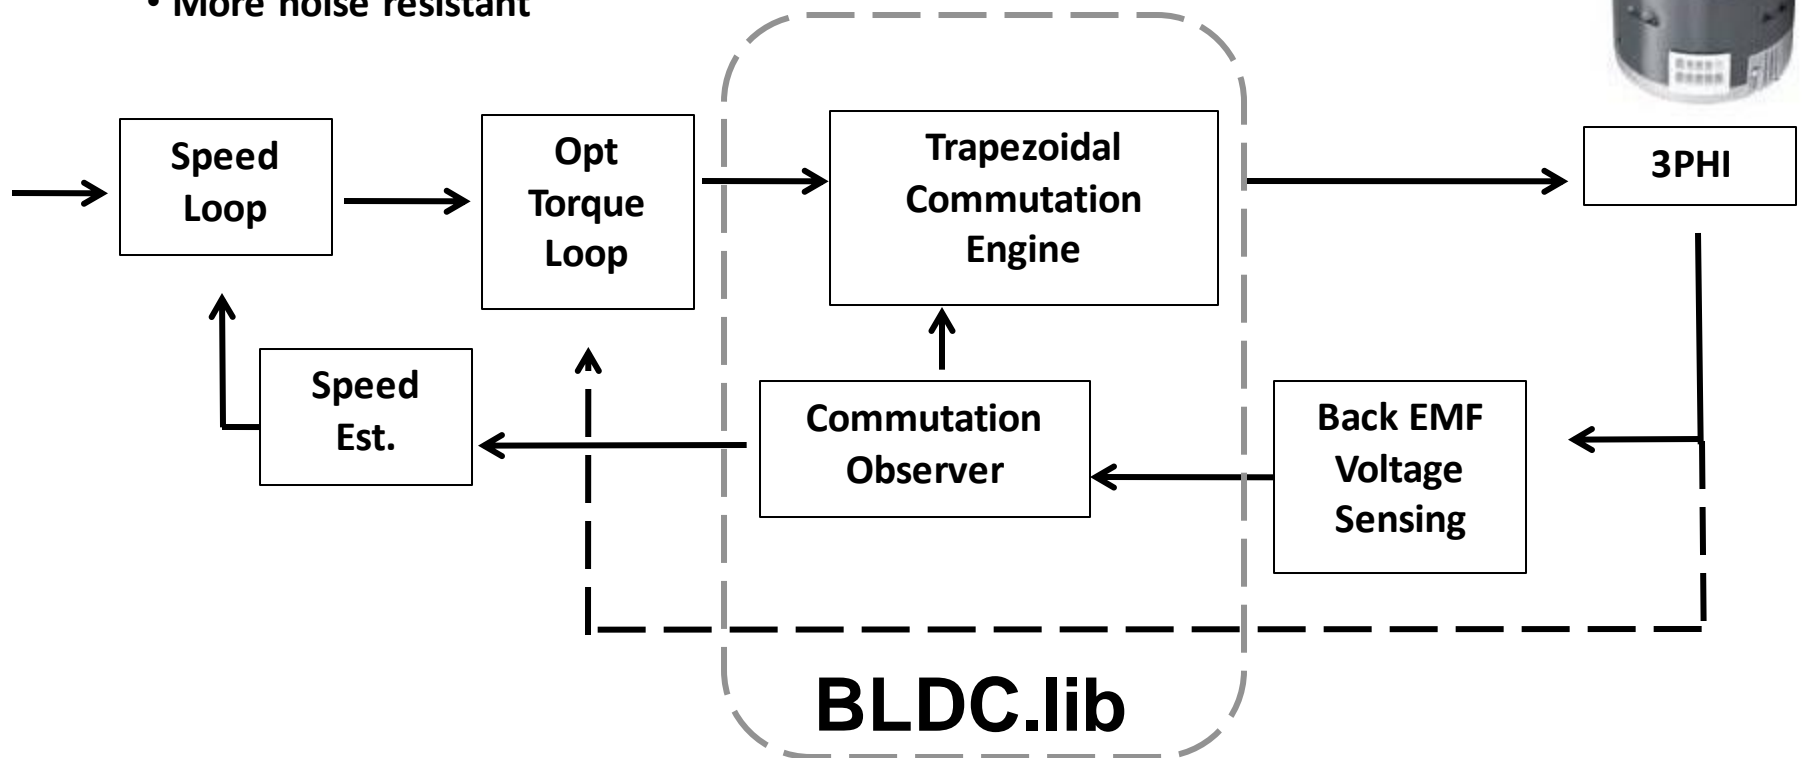 • More noise resistant
Speed
Loop
Opt
Torque
Loop
Trapezoidal
Commutation
Engine
3PHI
Speed
Est.
Commutation
Observer
Back EMF
Voltage
Sensing
BLDC.lib